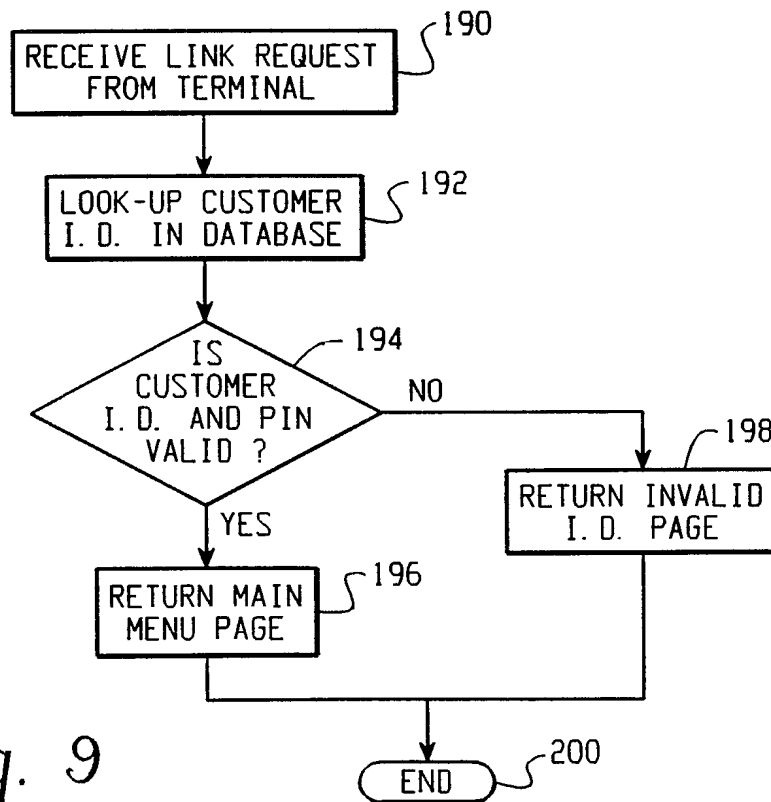 190
RECEIVE LINK REQUEST
FROM TERMINAL
192
LOOK-UP CUSTOMER
I. D. IN DATABASE
194
IS
CUSTOMER
I. D. AND PIN
VALID ?
NO
YES
198
RETURN INVALID
I. D. PAGE
196
RETURN MAIN
MENU PAGE
200
END
g. 9